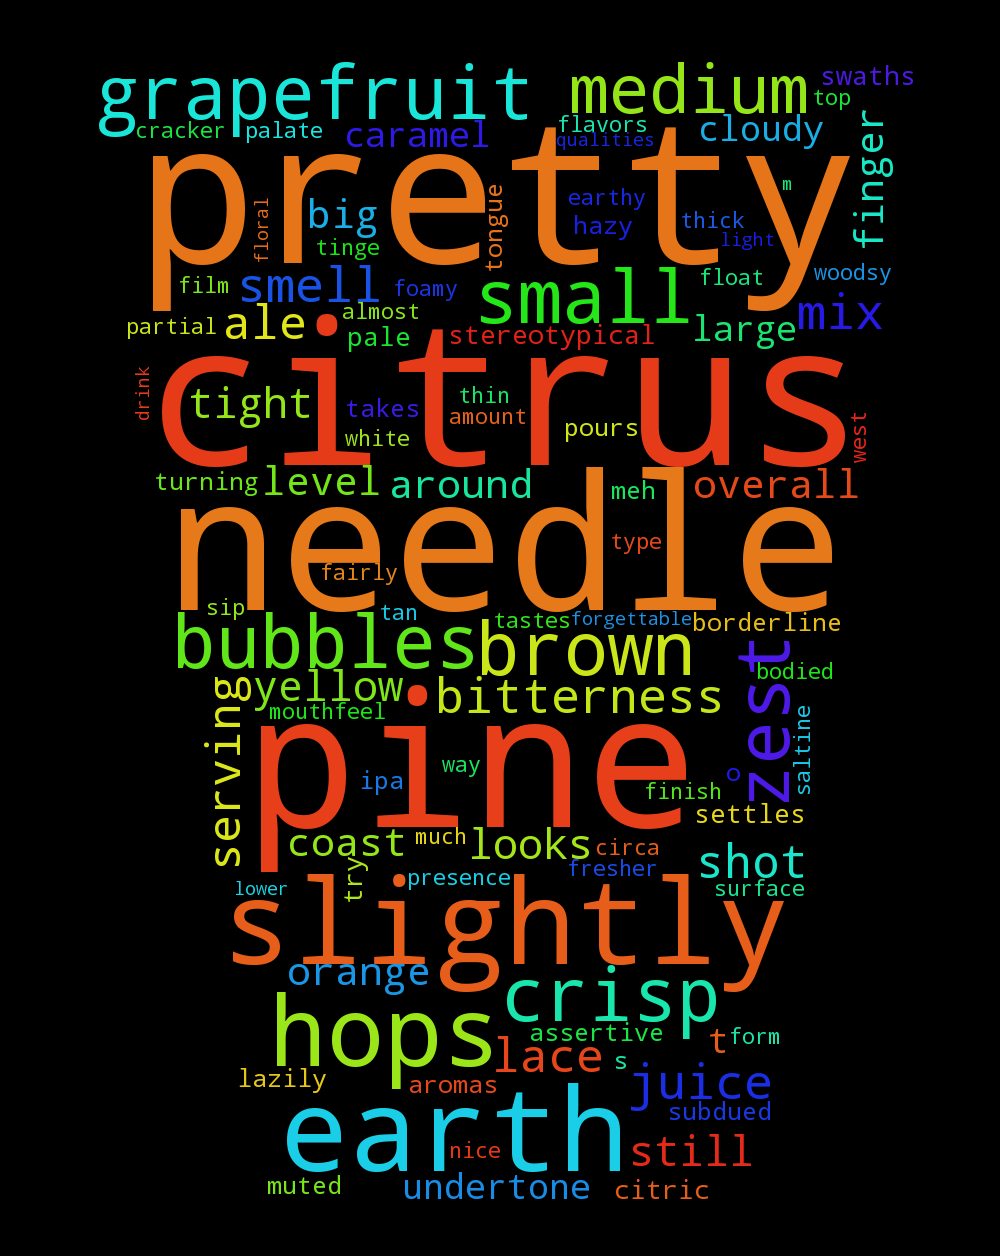 grapefruit medium swaths
top
cracker palate caramel flavors qualities cloudy finger
pretty
floral big tinge tongue earthy hazy thick light m
film smell foamy small float woodsy
partial ale almost pale stereotypical large mix
citrus
drink tight takes white thin amount pours west
turning level around meh overall
needle
fairly type
sip tan tastes forgettable borderline
bubbles brown zest bodied
serving yellow bitterness
mouthfeel saltine
pine
ipa way o finish settles
coast much looks circa shot
try fresher
lower presence surface
slightly
orange crisp
hops assertive t form
lace s
lazily aromas juice
earth subdued
nice still
muted undertone citric